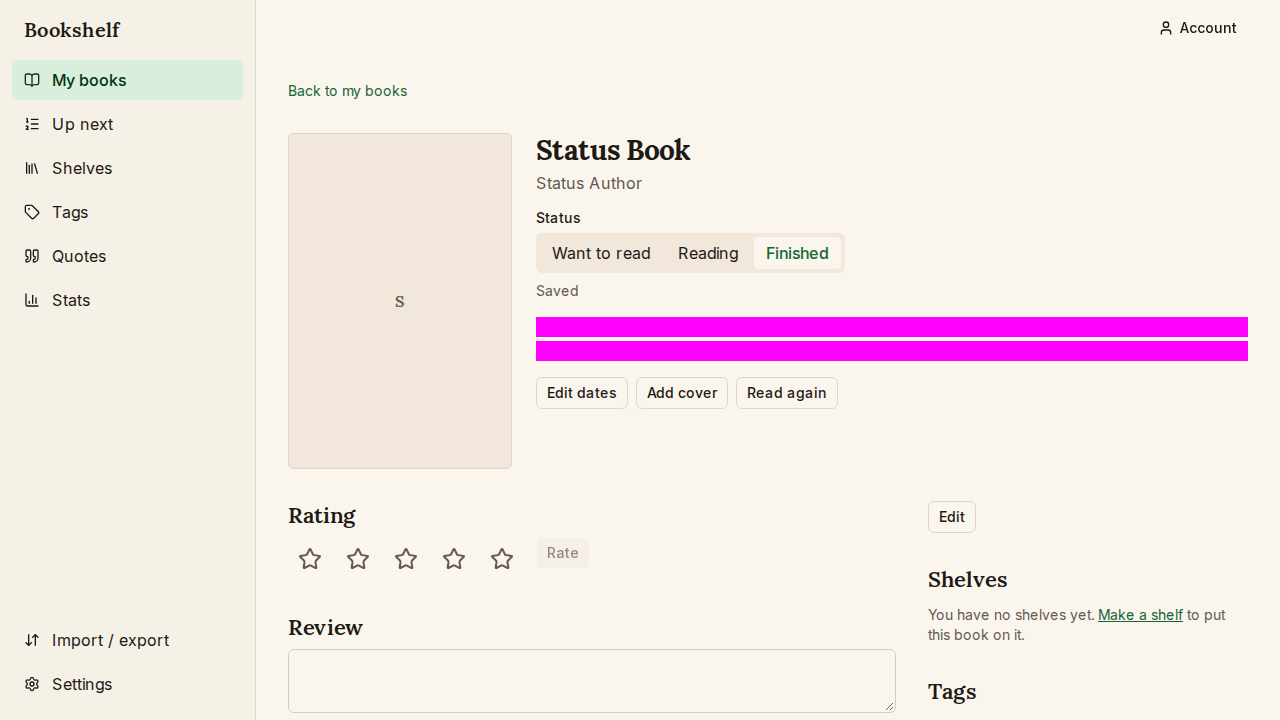 Bookshelf
My books
Up next
Shelves
Tags
Quotes
Stats
Import / export
Settings
Account
Back to my books
S
Status Book
Status Author
Status
Want to read
Reading
Finished
Saved
Edit dates
Add cover
Read again
Rating
Rate
Review
Edit
Shelves
You have no shelves yet. Make a shelf to put
this book on it.
Tags